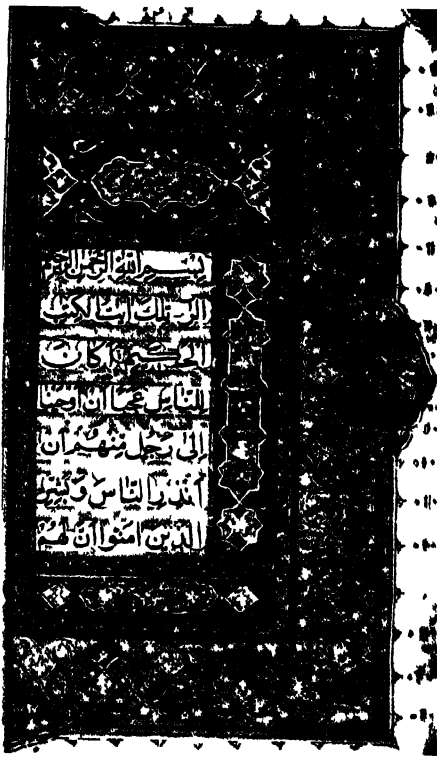 بسم الله الرحمن الرحيم
الر تلك ايت الكتب
الحكيم اكان
للناس عجبا ان اوحينا
الى رجل منهم ان
انذر الناس وبشر
الذين امنوا ان لهم